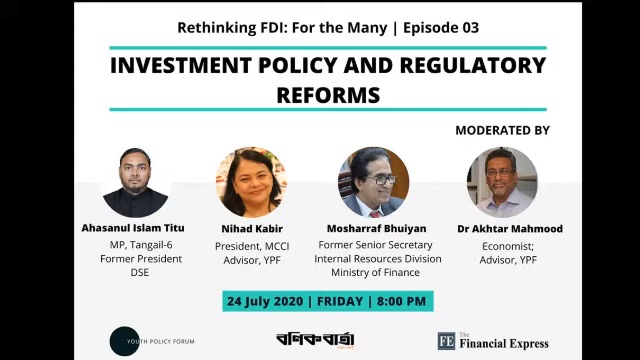 Rethinking FDI: For the Many | Episode 03
INVESTMENT POLICY AND REGULATORY
REFORMS
MODERATED BY
Ahasanul Islam Titu
MP, Tangail-6
Former President
DSE
Nihad Kabir
President, MCCI
Advisor, YPF
Mosharraf Bhuiyan
Former Senior Secretary
Internal Resources Division
Ministry of Finance
Dr Akhtar Mahmood
Economist;
Advisor, YPF
24 July 2020 | FRIDAY | 8:00 PM
YOUTH POLICY FORUM
বণিক বার্তা
FE
The
Financial Express